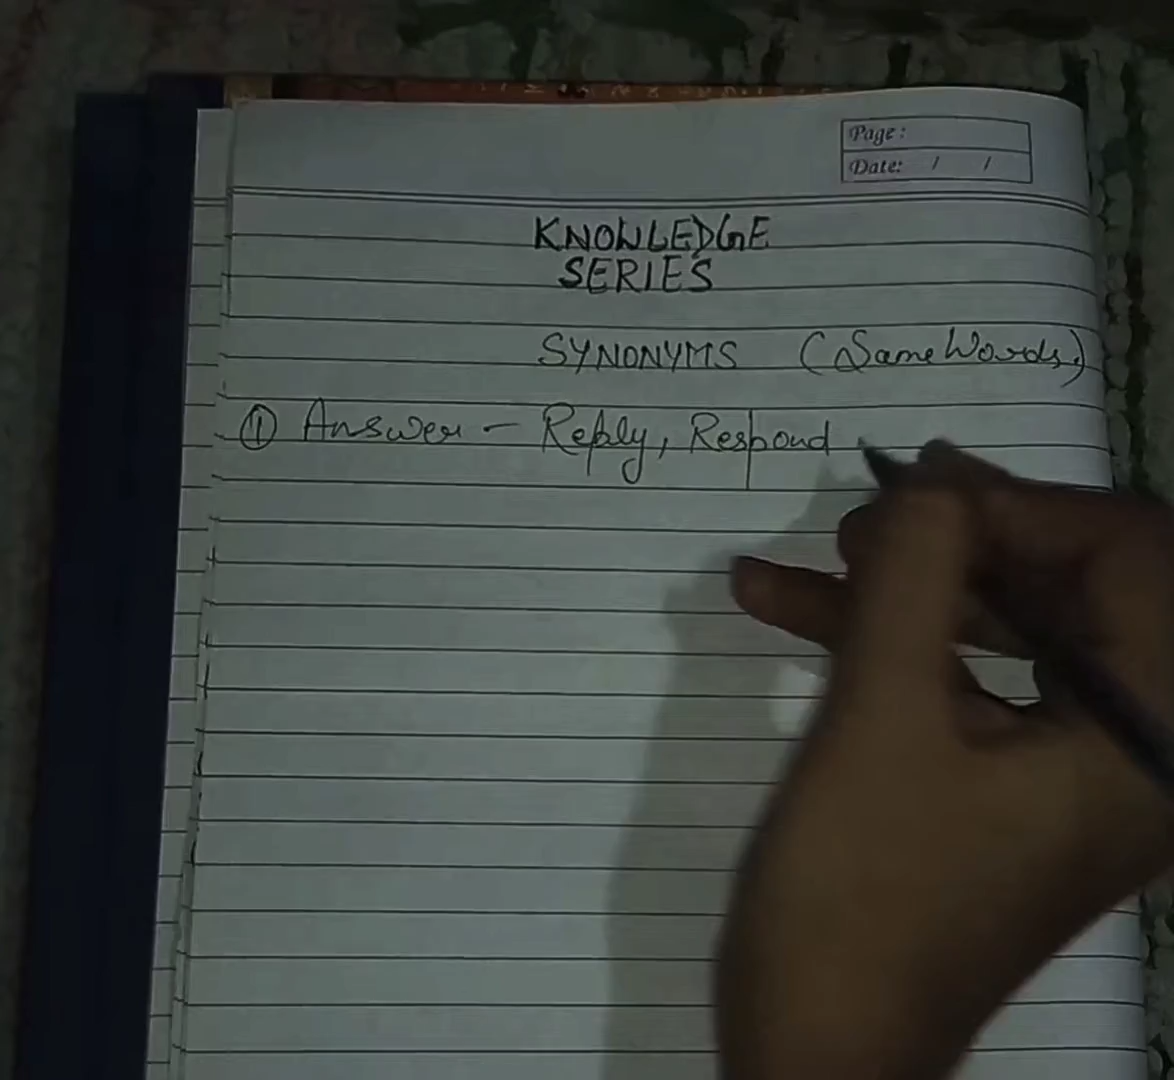 Page :
Date: / /
KNOWLEDGE
SERIES
SYNONYMS (Same Words.)
① Answer - Reply, Respond ,